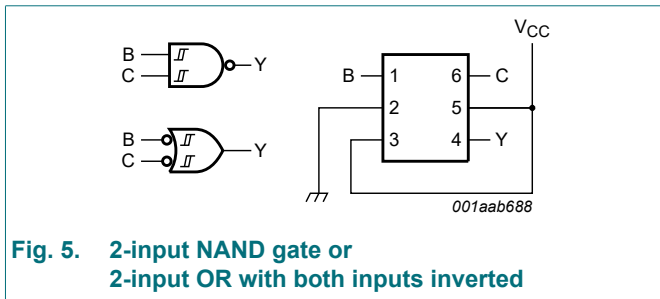 V_CC
B
C
Y
B
1
6
C
2
5
3
4
Y
B
C
Y
001aab688
Fig. 5. 2-input NAND gate or
2-input OR with both inputs inverted